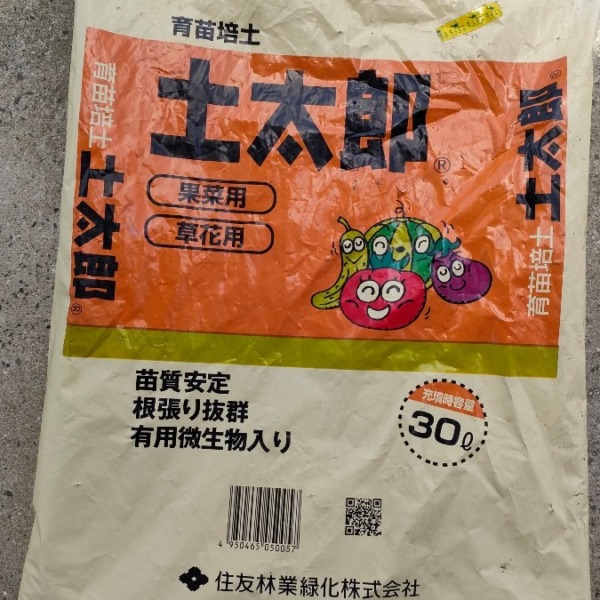 育苗培土
土太郎®
果菜用
草花用
育苗培土 土太郎®
育苗培土 土太郎®
苗質安定
根張り抜群
有用微生物入り
充填時容量
30ℓ
4 950465 050057
住友林業緑化株式会社